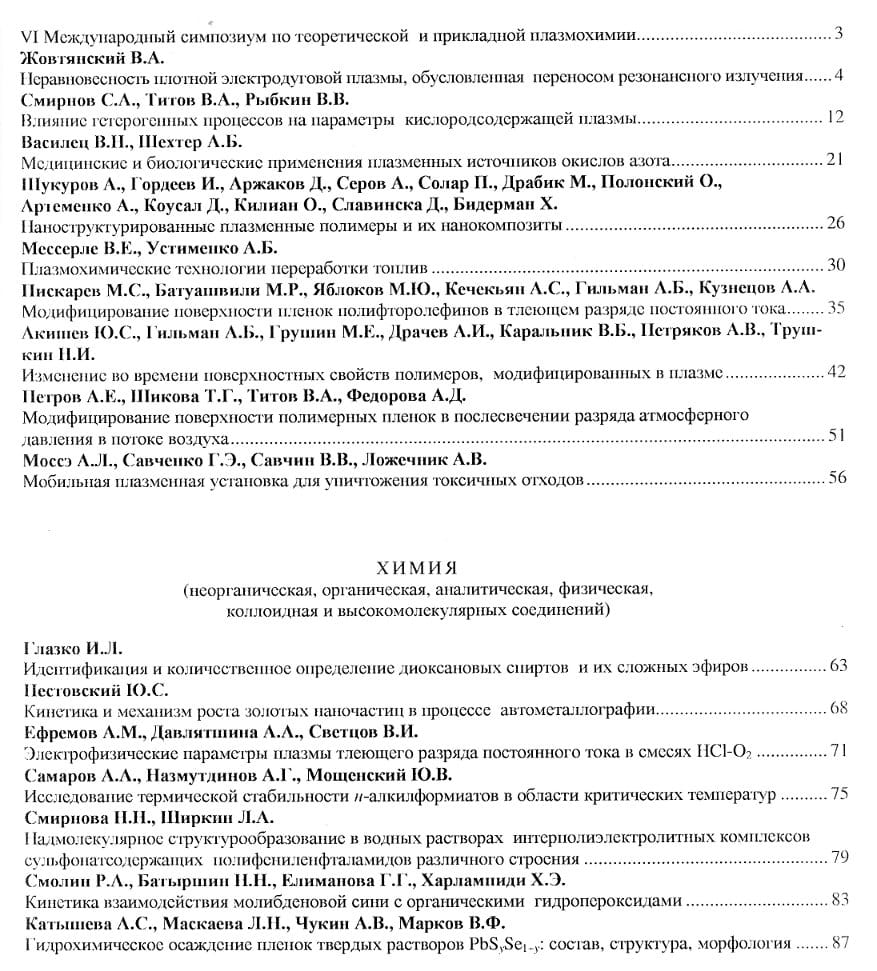 VI Международный симпозиум по теоретической и прикладной плазмохимии..................................3
Жовтянский В.А.
Неравновесность плотной электродуговой плазмы, обусловленная переносом резонансного излучения......4
Смирнов С.А., Титов В.А., Рыбкин В.В.
Влияние гетерогенных процессов на параметры кислородсодержащей плазмы................................12
Василец В.Н., Шехтер А.Б.
Медицинские и биологические применения плазменных источников окислов азота..........................21
Шукуров А., Гордеев И., Аржаков Д., Серов А., Солар П., Драбик М., Полонский О.,
Артеменко А., Коусал Д., Килиан О., Славинска Д., Бидерман Х.
Наноструктурированные плазменные полимеры и их нанокомпозиты ..........................................26
Мессерле В.Е., Устименко А.Б.
Плазмохимические технологии переработки топлив ..............................................................30
Пискарев М.С., Батуашвили М.Р., Яблоков М.Ю., Кечекьян А.С., Гильман А.Б., Кузнецов А.А.
Модифицирование поверхности пленок полифторолефинов в тлеющем разряде постоянного тока........35
Акишев Ю.С., Гильман А.Б., Грушин М.Е., Драчев А.И., Каральник В.Б., Петряков А.В., Труш-
кин Н.И.
Изменение во времени поверхностных свойств полимеров, модифицированных в плазме.................42
Петров А.Е., Шикова Т.Г., Титов В.А., Федорова А.Д.
Модифицирование поверхности полимерных пленок в послесвечении разряда атмосферного
давления в потоке воздуха...........................................................................................51
Моссэ А.Л., Савченко Г.Э., Савчин В.В., Ложечник А.В.
Мобильная плазменная установка для уничтожения токсичных отходов ......................................56
ХИМИЯ
(неорганическая, органическая, аналитическая, физическая,
коллоидная и высокомолекулярных соединений)
Глазко И.Л.
Идентификация и количественное определение диоксановых спиртов и их сложных эфиров .............63
Пестовский Ю.С.
Кинетика и механизм роста золотых наночастиц в процессе автометаллографии...........................68
Ефремов А.М., Давлятшина А.А., Светцов В.И.
Электрофизические параметры плазмы тлеющего разряда постоянного тока в смесях HCl-O₂ ............71
Самаров А.А., Назмутдинов А.Г., Мощенский Ю.В.
Исследование термической стабильности н-алкилформиатов в области критических температур .........75
Смирнова Н.Н., Ширкин Л.А.
Надмолекулярное структурообразование в водных растворах интерполиэлектролитных комплексов
сульфонатсодержащих полифениленфталамидов различного строения ......................................79
Смолин Р.А., Батыршин Н.Н., Елиманова Г.Г., Харлампиди Х.Э.
Кинетика взаимодействия молибденовой сини с органическими гидропероксидами .......................83
Катышева А.С., Маскаева Л.Н., Чукин А.В., Марков В.Ф.
Гидрохимическое осаждение пленок твердых растворов PbSᵧSe₁₋ᵧ: состав, структура, морфология ......87